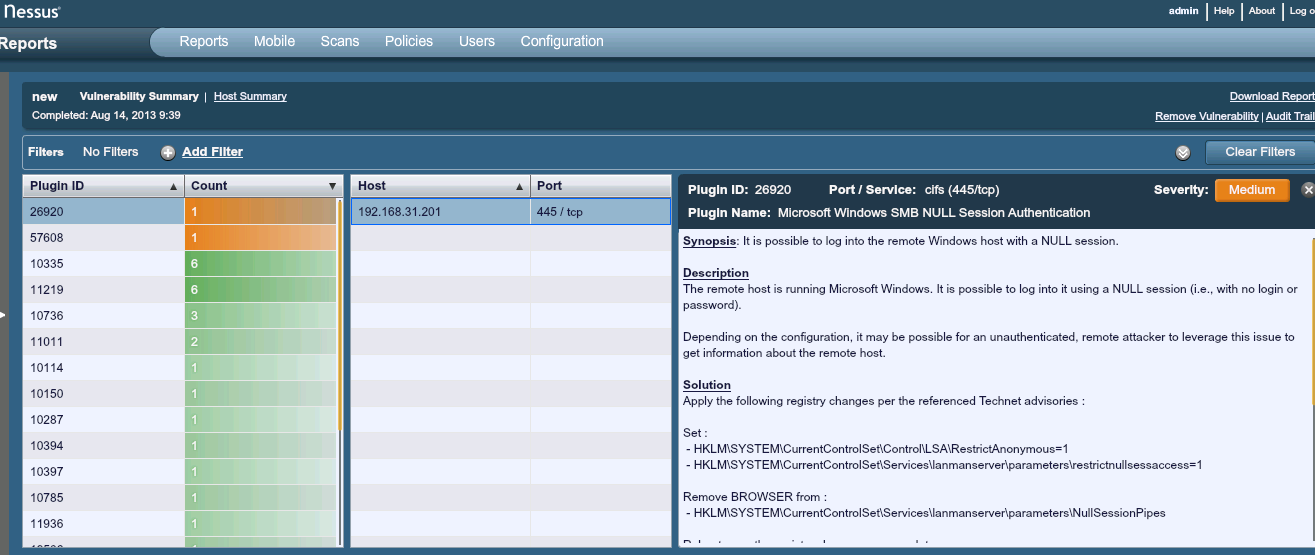 Nessus
admin | Help | About | Log o
Reports
Reports Mobile Scans Policies Users Configuration
new Vulnerability Summary | Host Summary
Download Report
Completed: Aug 14, 2013 9:39
Remove Vulnerability | Audit Trail
Filters No Filters Add Filter
Clear Filters
Plugin ID Count
26920 1
57608 1
10335 6
11219 6
10736 3
11011 2
10114 1
10150 1
10287 1
10394 1
10397 1
10785 1
11936 1
Host Port
192.168.31.201 445 / tcp
Plugin ID: 26920 Port / Service: cifs (445/tcp) Severity: Medium
Plugin Name: Microsoft Windows SMB NULL Session Authentication
Synopsis: It is possible to log into the remote Windows host with a NULL session.
Description
The remote host is running Microsoft Windows. It is possible to log into it using a NULL session (i.e., with no login or
password).
Depending on the configuration, it may be possible for an unauthenticated, remote attacker to leverage this issue to
get information about the remote host.
Solution
Apply the following registry changes per the referenced Technet advisories :
Set :
- HKLM\SYSTEM\CurrentControlSet\Control\LSA\RestrictAnonymous=1
- HKLM\SYSTEM\CurrentControlSet\Services\lanmanserver\parameters\restrictnullsessaccess=1
Remove BROWSER from :
- HKLM\SYSTEM\CurrentControlSet\Services\lanmanserver\parameters\NullSessionPipes